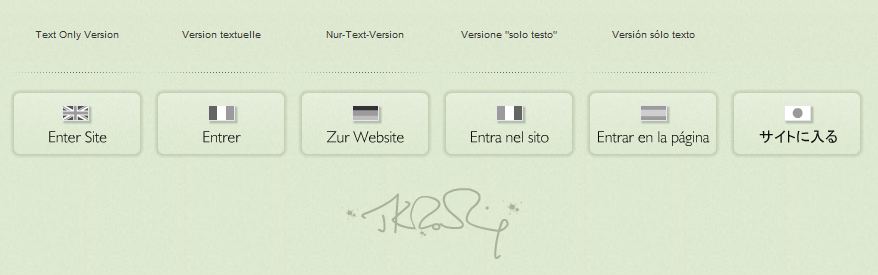 Text Only Version
Version textuelle
Nur-Text-Version
Versione "solo testo"
Versión sólo texto
Enter Site
Entrer
Zur Website
Entra nel sito
Entrar en la página
サイトに入る
JKRowling